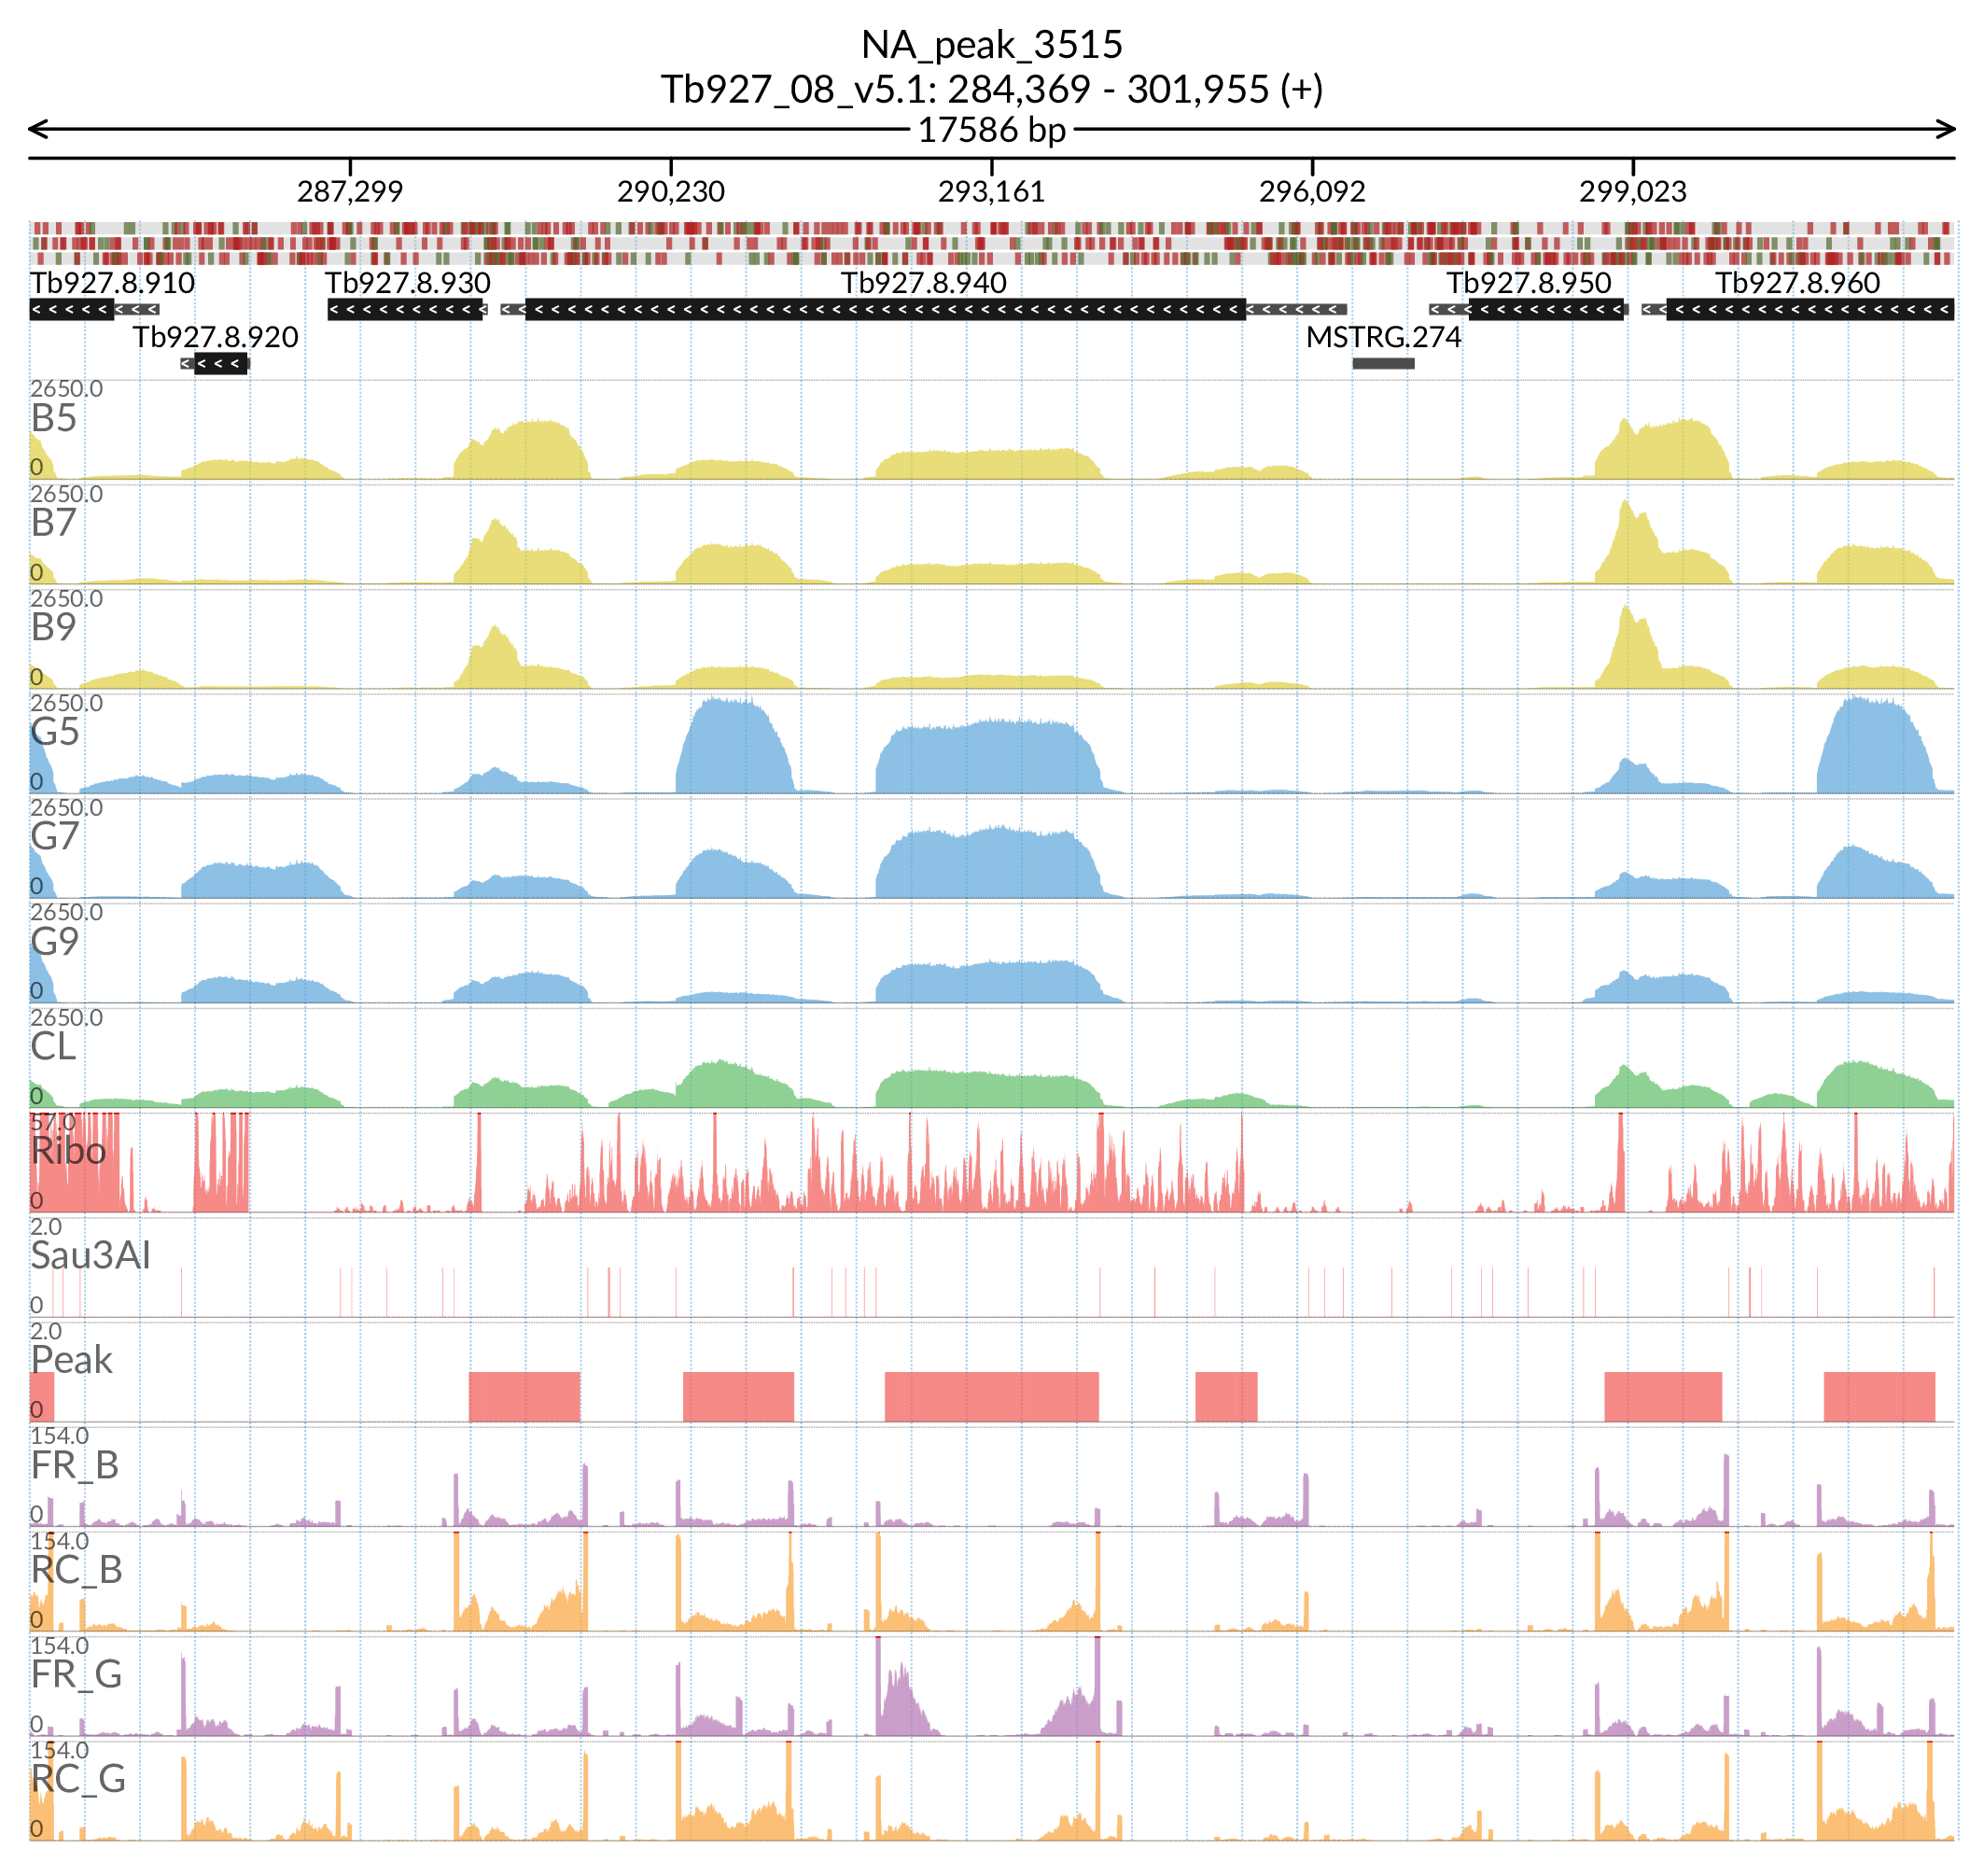 NA_peak_3515
Tb927_08_v5.1: 284,369 - 301,955 (+)
17586 bp
287,299 290,230 293,161 296,092 299,023
Tb927.8.910 Tb927.8.930 Tb927.8.940 Tb927.8.950 Tb927.8.960
Tb927.8.920 MSTRG.274
2650.0
B5
0
2650.0
B7
0
2650.0
B9
0
2650.0
G5
0
2650.0
G7
0
2650.0
G9
0
2650.0
CL
0
57.0
Ribo
0
2.0
Sau3AI
0
2.0
Peak
0
154.0
FR_B
0
154.0
RC_B
0
154.0
FR_G
0
154.0
RC_G
0